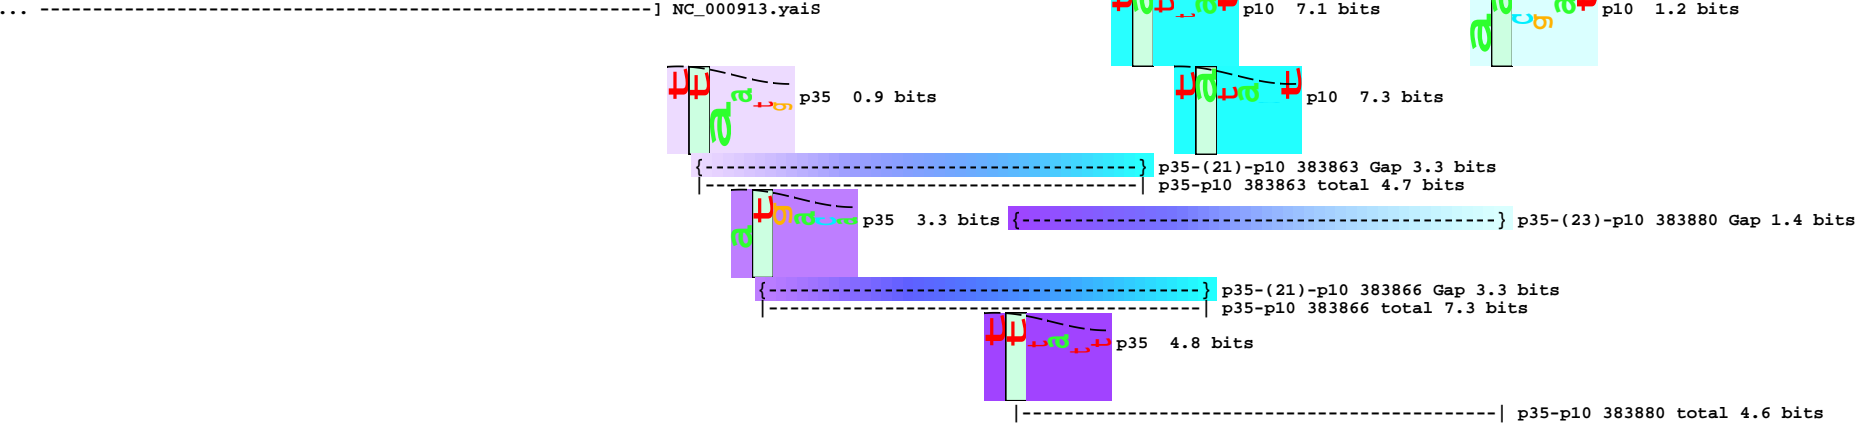 ... ----------------------------------------------------------] NC_000913.yaiS
p10 7.1 bits
p10 1.2 bits
p35 0.9 bits
p10 7.3 bits
p35-(21)-p10 383863 Gap 3.3 bits
p35-p10 383863 total 4.7 bits
p35 3.3 bits
p35-(23)-p10 383880 Gap 1.4 bits
p35-(21)-p10 383866 Gap 3.3 bits
p35-p10 383866 total 7.3 bits
p35 4.8 bits
p35-p10 383880 total 4.6 bits